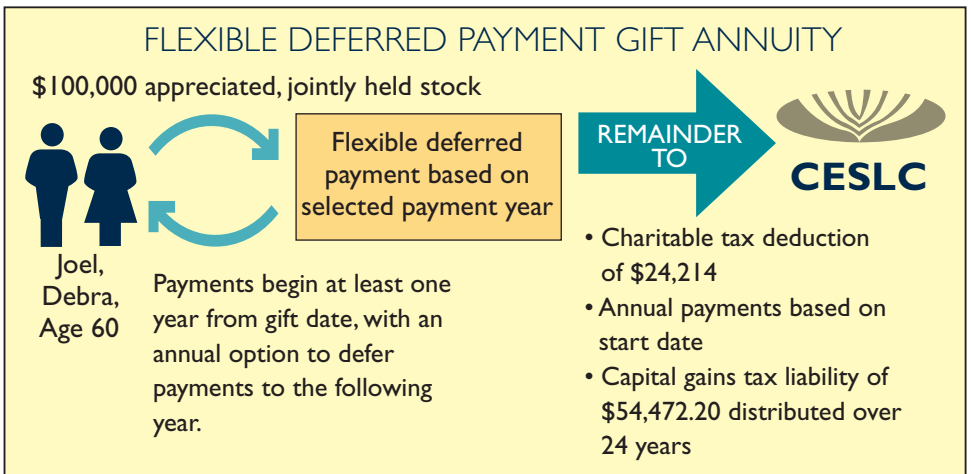 FLEXIBLE DEFERRED PAYMENT GIFT ANNUITY
$100,000 appreciated, jointly held stock
Joel,
Debra,
Age 60
Flexible deferred
payment based on
selected payment year
Payments begin at least one
year from gift date, with an
annual option to defer
payments to the following
year.
REMAINDER
TO
CESLC
• Charitable tax deduction
of $24,214
• Annual payments based on
start date
• Capital gains tax liability of
$54,472.20 distributed over
24 years